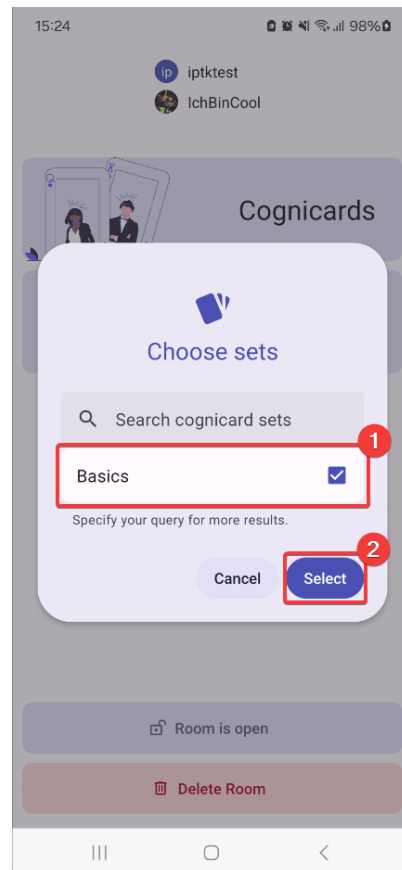 15:24
98%
ip iptktest
IchBinCool
Q K
Cognicards
Choose sets
Search cognicard sets
1
Basics
Specify your query for more results.
2
Cancel Select
Room is open
Delete Room